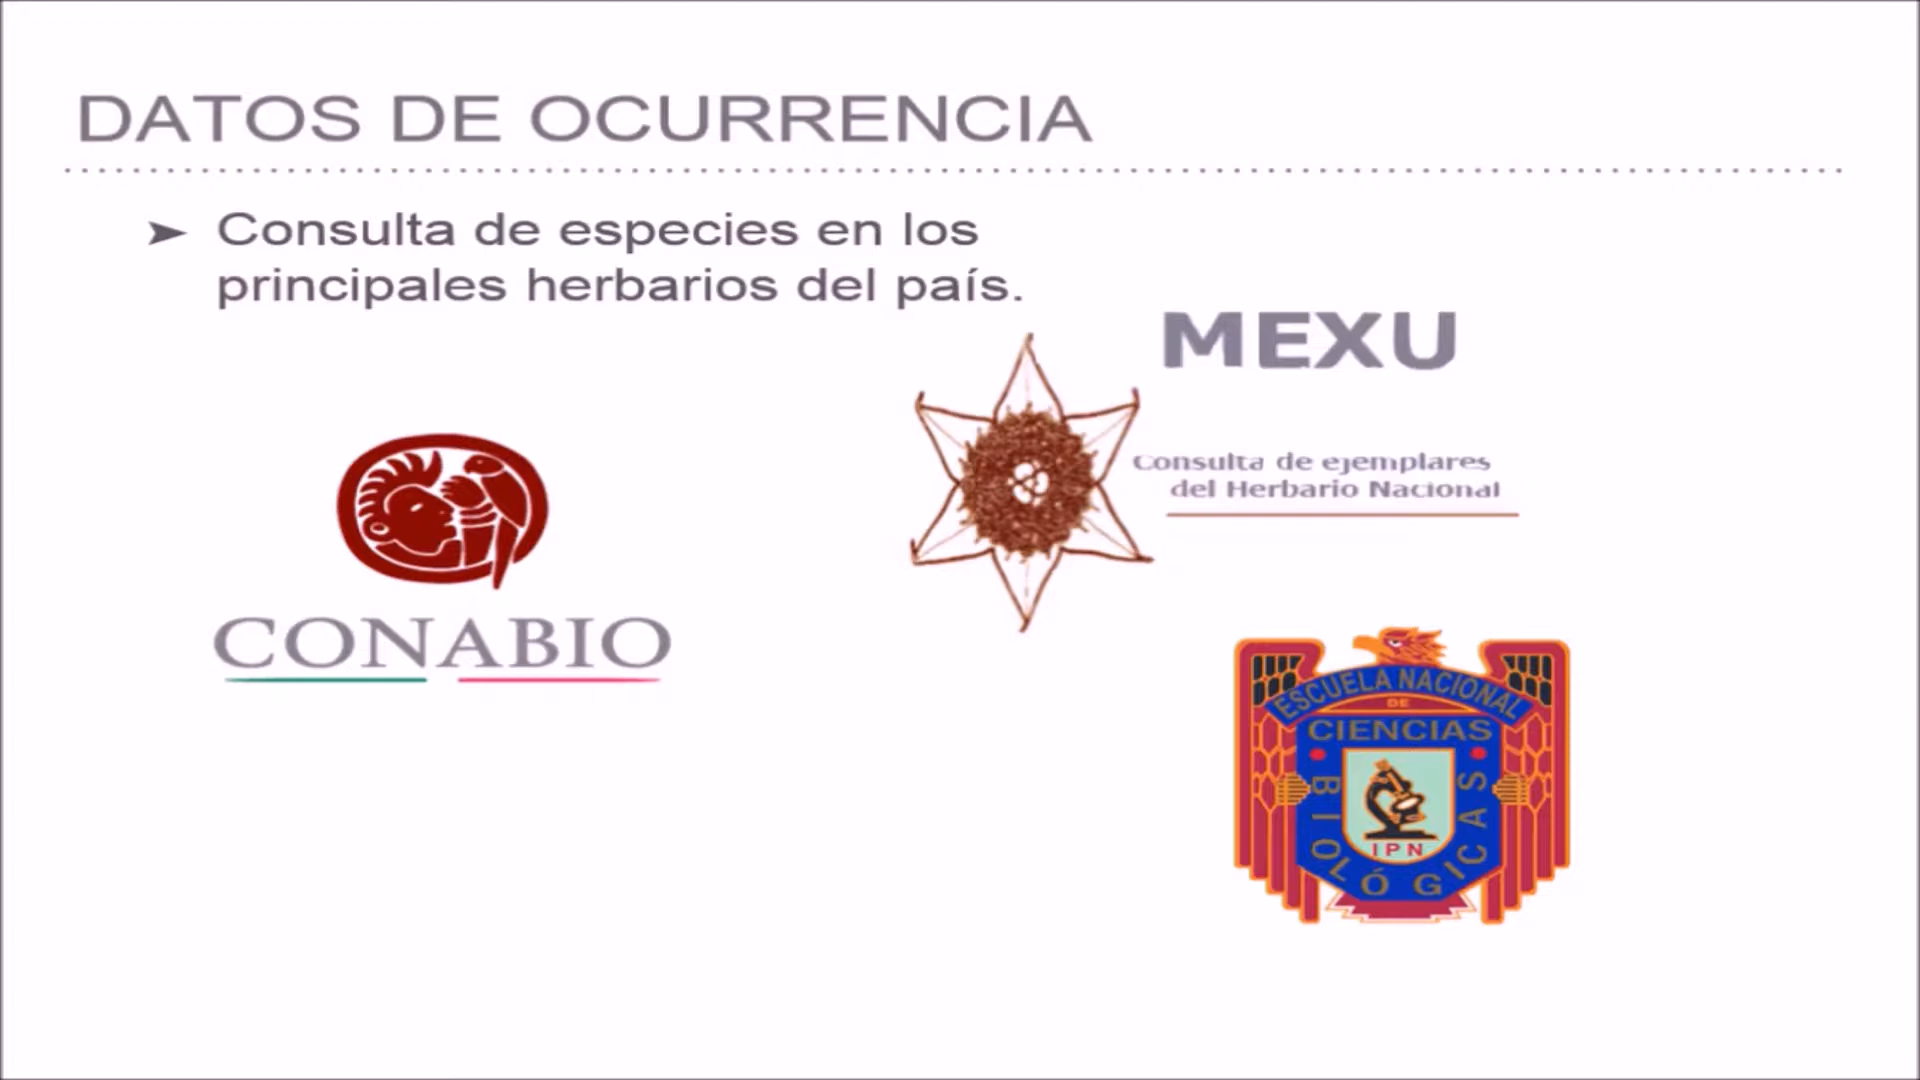 DATOS DE OCURRENCIA
➤ Consulta de especies en los
principales herbarios del país.
MEXU
Consulta de ejemplares
del Herbario Nacional
CONABIO
ESCUELA NACIONAL
DE
CIENCIAS
BIOLÓGICAS
IPN